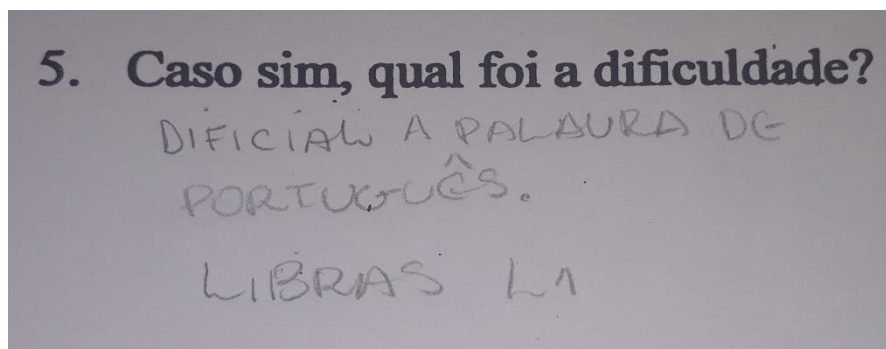 5. Caso sim, qual foi a dificuldade?
DIFICIAL A PALAURA DE
PORTUGUÊS.
LIBRAS L1